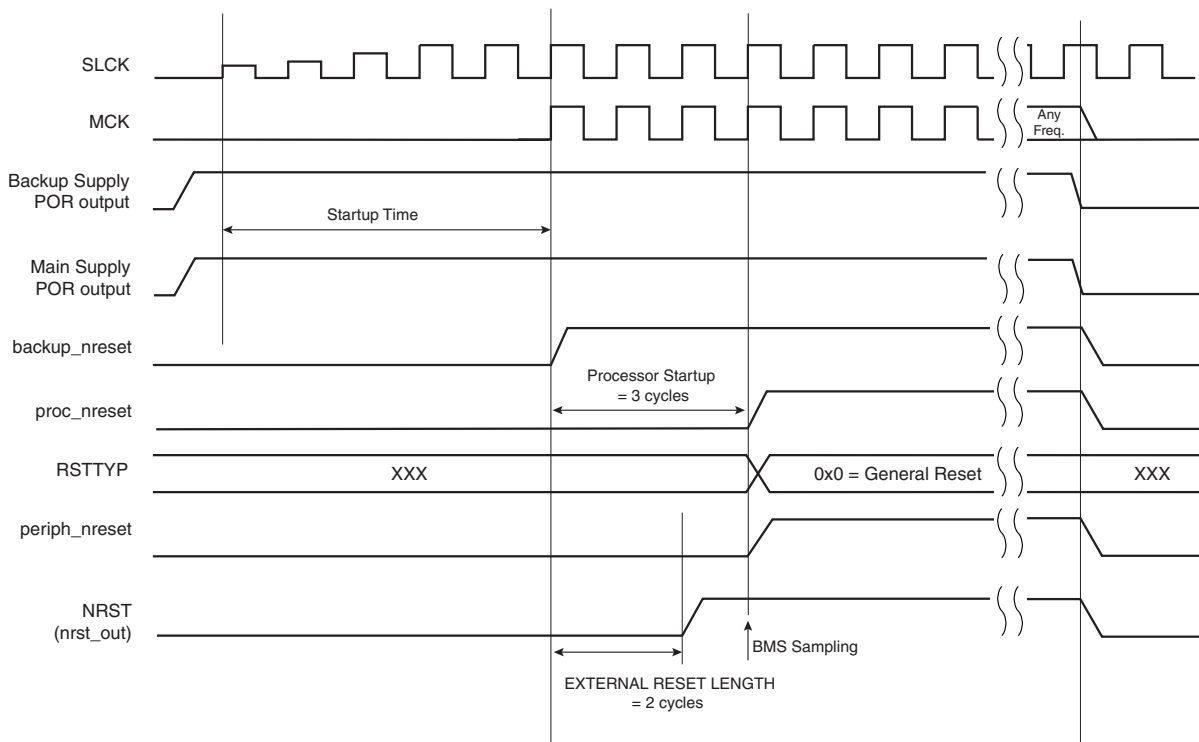 SLCK
MCK
Any
Freq.
Backup Supply
POR output
Startup Time
Main Supply
POR output
backup_nreset
Processor Startup
= 3 cycles
proc_nreset
RSTTYP
XXX
0x0 = General Reset
XXX
periph_nreset
NRST
(nrst_out)
BMS Sampling
EXTERNAL RESET LENGTH
= 2 cycles